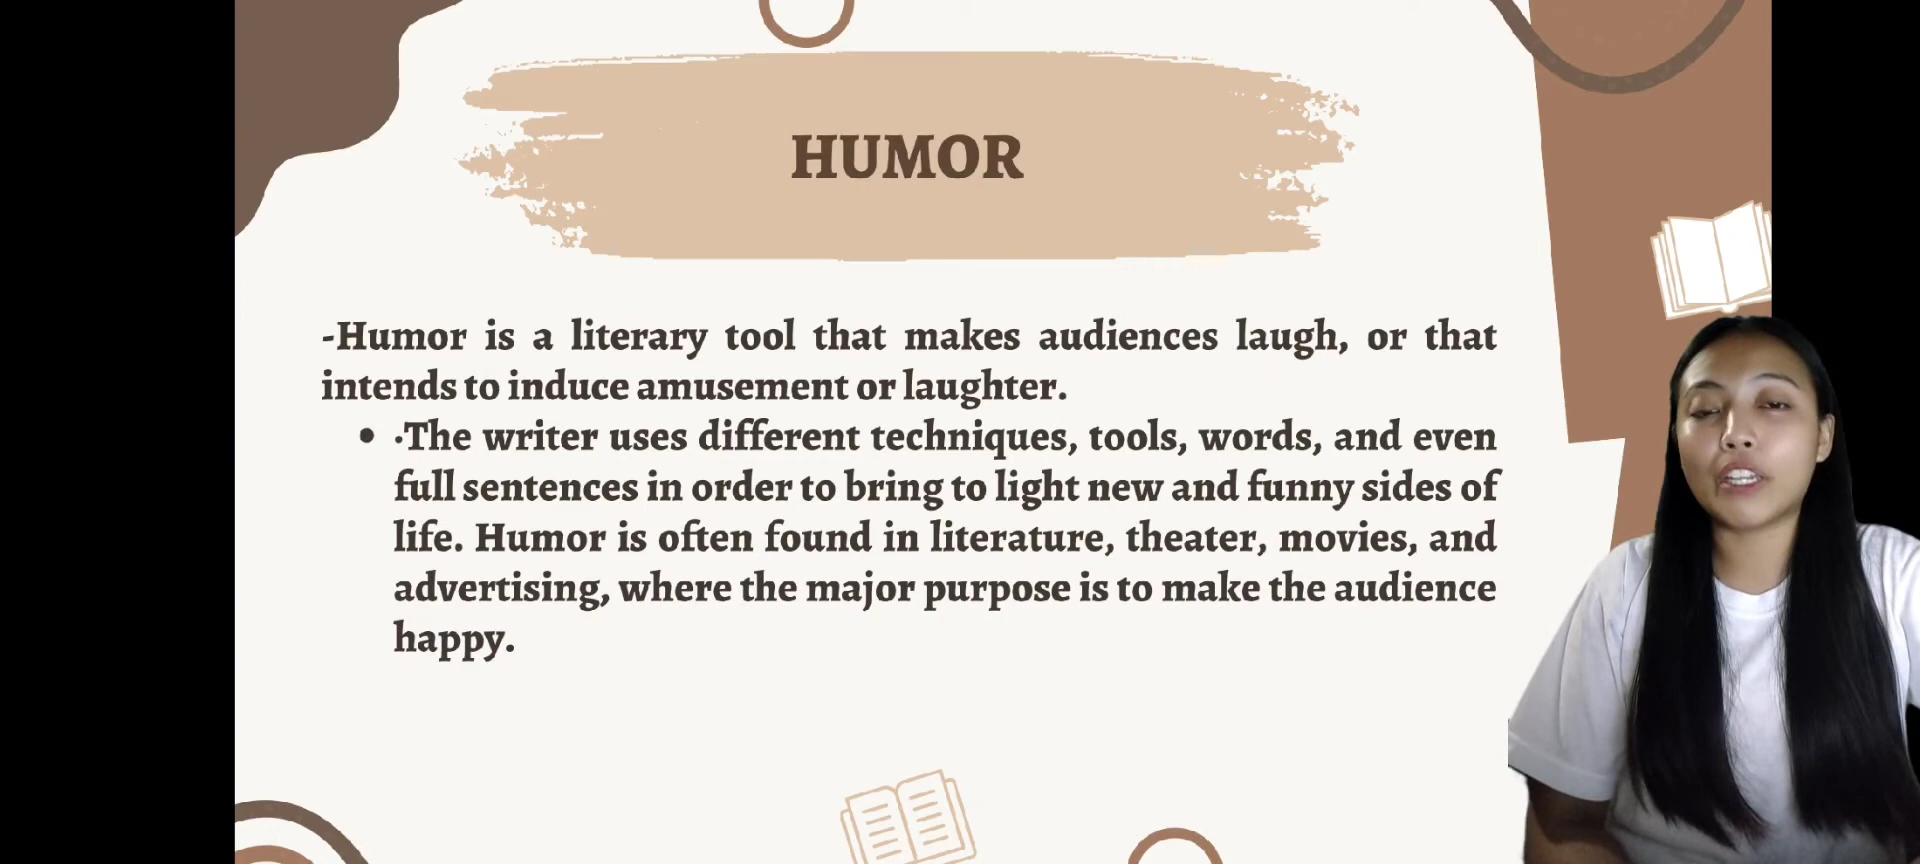 HUMOR
-Humor is a literary tool that makes audiences laugh, or that
intends to induce amusement or laughter.
• ·The writer uses different techniques, tools, words, and even
full sentences in order to bring to light new and funny sides of
life. Humor is often found in literature, theater, movies, and
advertising, where the major purpose is to make the audience
happy.